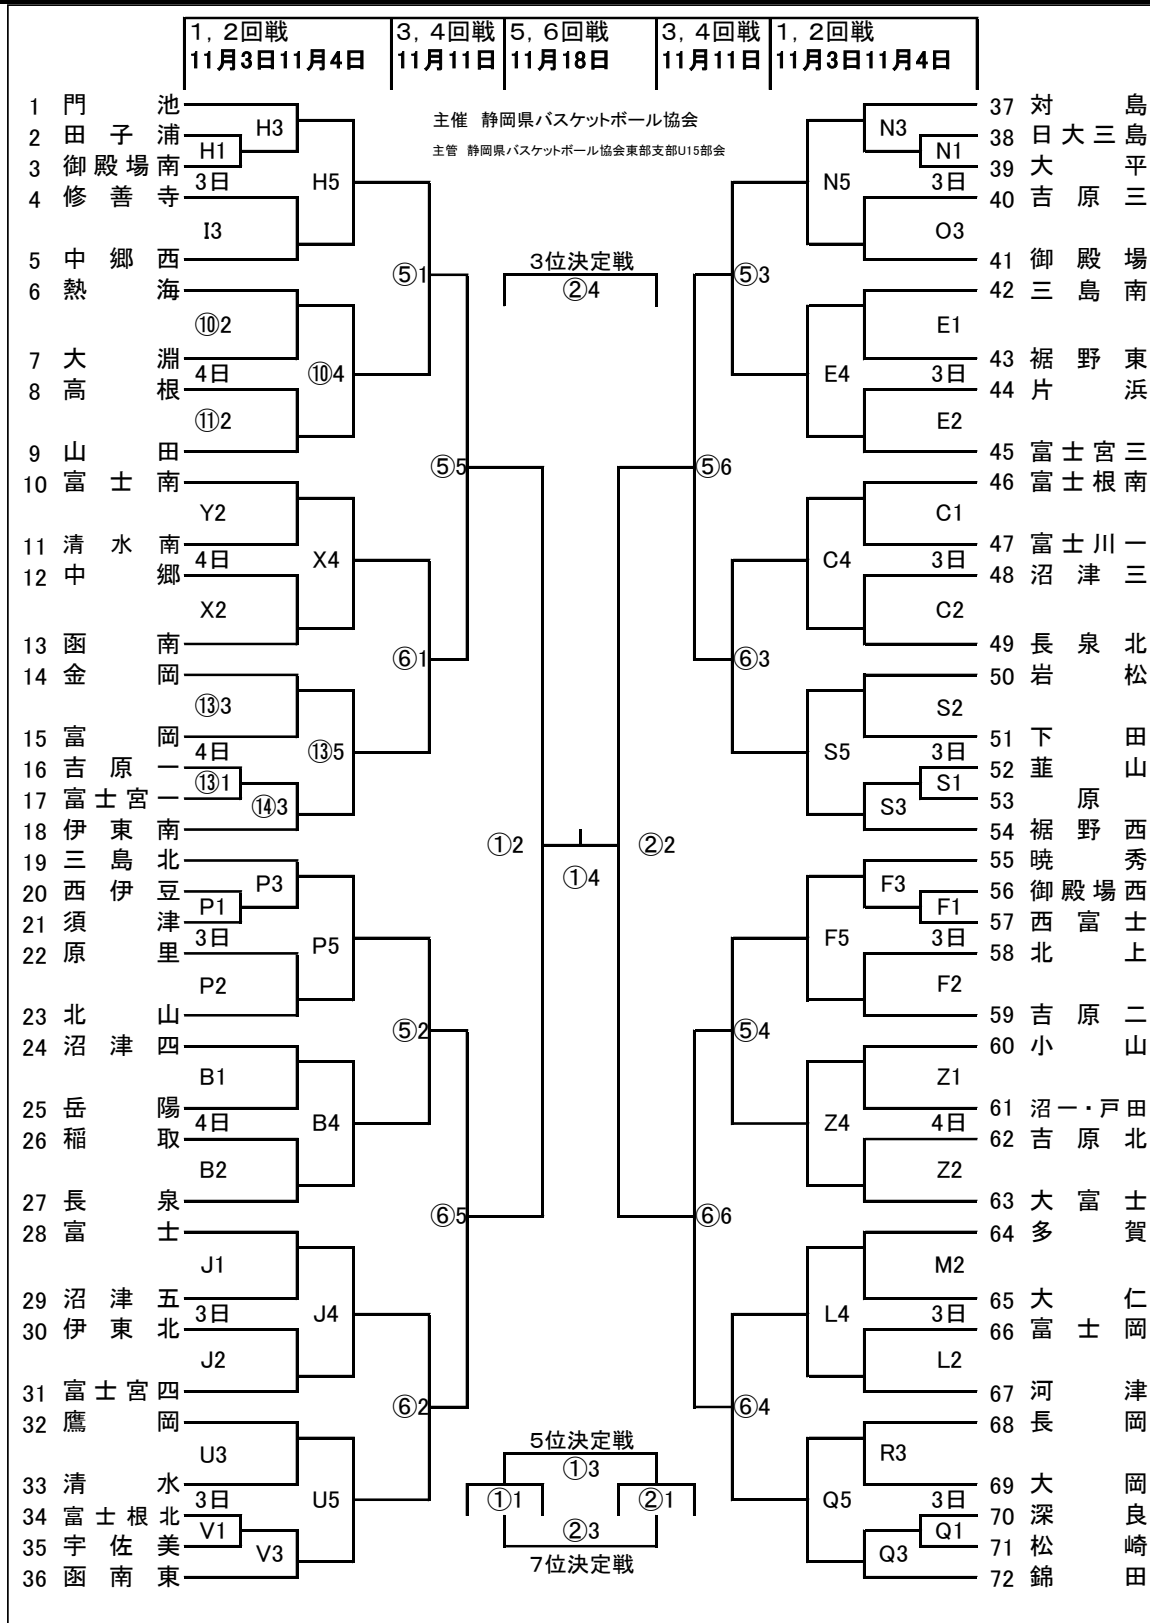 1，2回戦 3，4回戦 5，6回戦 3，4回戦 1，2回戦
11月3日11月4日 11月11日 11月18日 11月11日 11月3日11月4日
主催 静岡県バスケットボール協会
主管 静岡県バスケットボール協会東部支部U15部会
1 門池 37 対島
H3 N3
2 田子浦 38 日大三島
H1 N1
3 御殿場南 39 大平
3日 H5 N5 3日
4 修善寺 40 吉原三
I3 O3
5 中郷西 41 御殿場
⑤1 3位決定戦 ⑤3
6 熱海 ②4 42 三島南
⑩2 E1
7 大淵 43 裾野東
4日 ⑩4 E4 3日
8 高根 44 片浜
⑪2 E2
9 山田 45 富士宮三
⑤5 ⑤6
10 富士南 46 富士根南
Y2 C1
11 清水南 47 富士川一
4日 X4 C4 3日
12 中郷 48 沼津三
X2 C2
13 函南 49 長泉北
⑥1 ⑥3
14 金岡 50 岩松
⑬3 S2
15 富岡 51 下田
4日 ⑬5 S5 3日
16 吉原一 52 韮山
⑬1 S1
17 富士宮一 53 原
⑭3 S3
18 伊東南 54 裾野西
①2 ②2
19 三島北 55 暁秀
①4
P3 F3
20 西伊豆 56 御殿場西
P1 F1
21 須津 57 西富士
3日 P5 F5 3日
22 原里 58 北上
P2 F2
23 北山 59 吉原二
⑤2 ⑤4
24 沼津四 60 小山
B1 Z1
25 岳陽 61 沼一・戸田
4日 B4 Z4 4日
26 稲取 62 吉原北
B2 Z2
27 長泉 63 大富士
⑥5 ⑥6
28 富士 64 多賀
J1 M2
29 沼津五 65 大仁
3日 J4 L4 3日
30 伊東北 66 富士岡
J2 L2
31 富士宮四 67 河津
⑥2 ⑥4
32 鷹岡 68 長岡
5位決定戦
U3 ①3 R3
33 清水 69 大岡
3日 U5 ①1 ②1 Q5 3日
34 富士根北 70 深良
V1 ②3 Q1
35 宇佐美 71 松崎
V3 7位決定戦 Q3
36 函南東 72 錦田